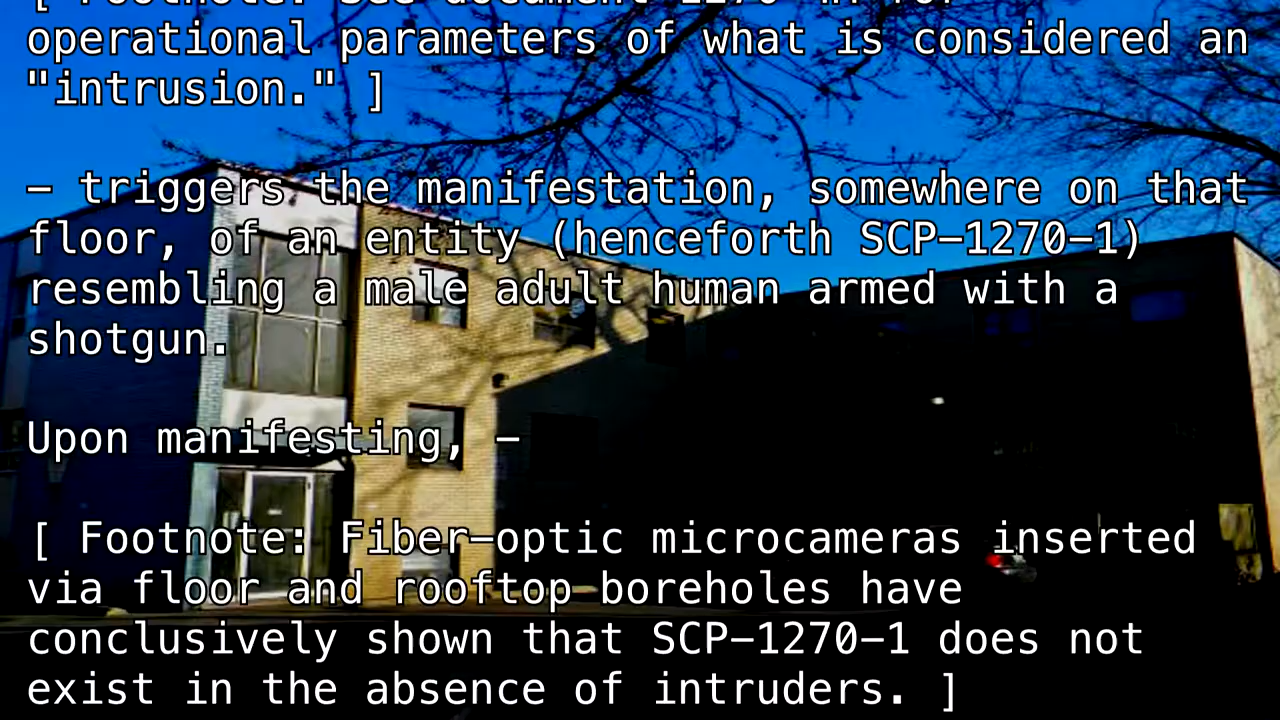 operational parameters of what is considered an
"intrusion." ]
— triggers the manifestation, somewhere on that
floor, of an entity (henceforth SCP-1270-1)
resembling a male adult human armed with a
shotgun.
Upon manifesting, —
[ Footnote: Fiber-optic microcameras inserted
via floor and rooftop boreholes have
conclusively shown that SCP-1270-1 does not
exist in the absence of intruders. ]